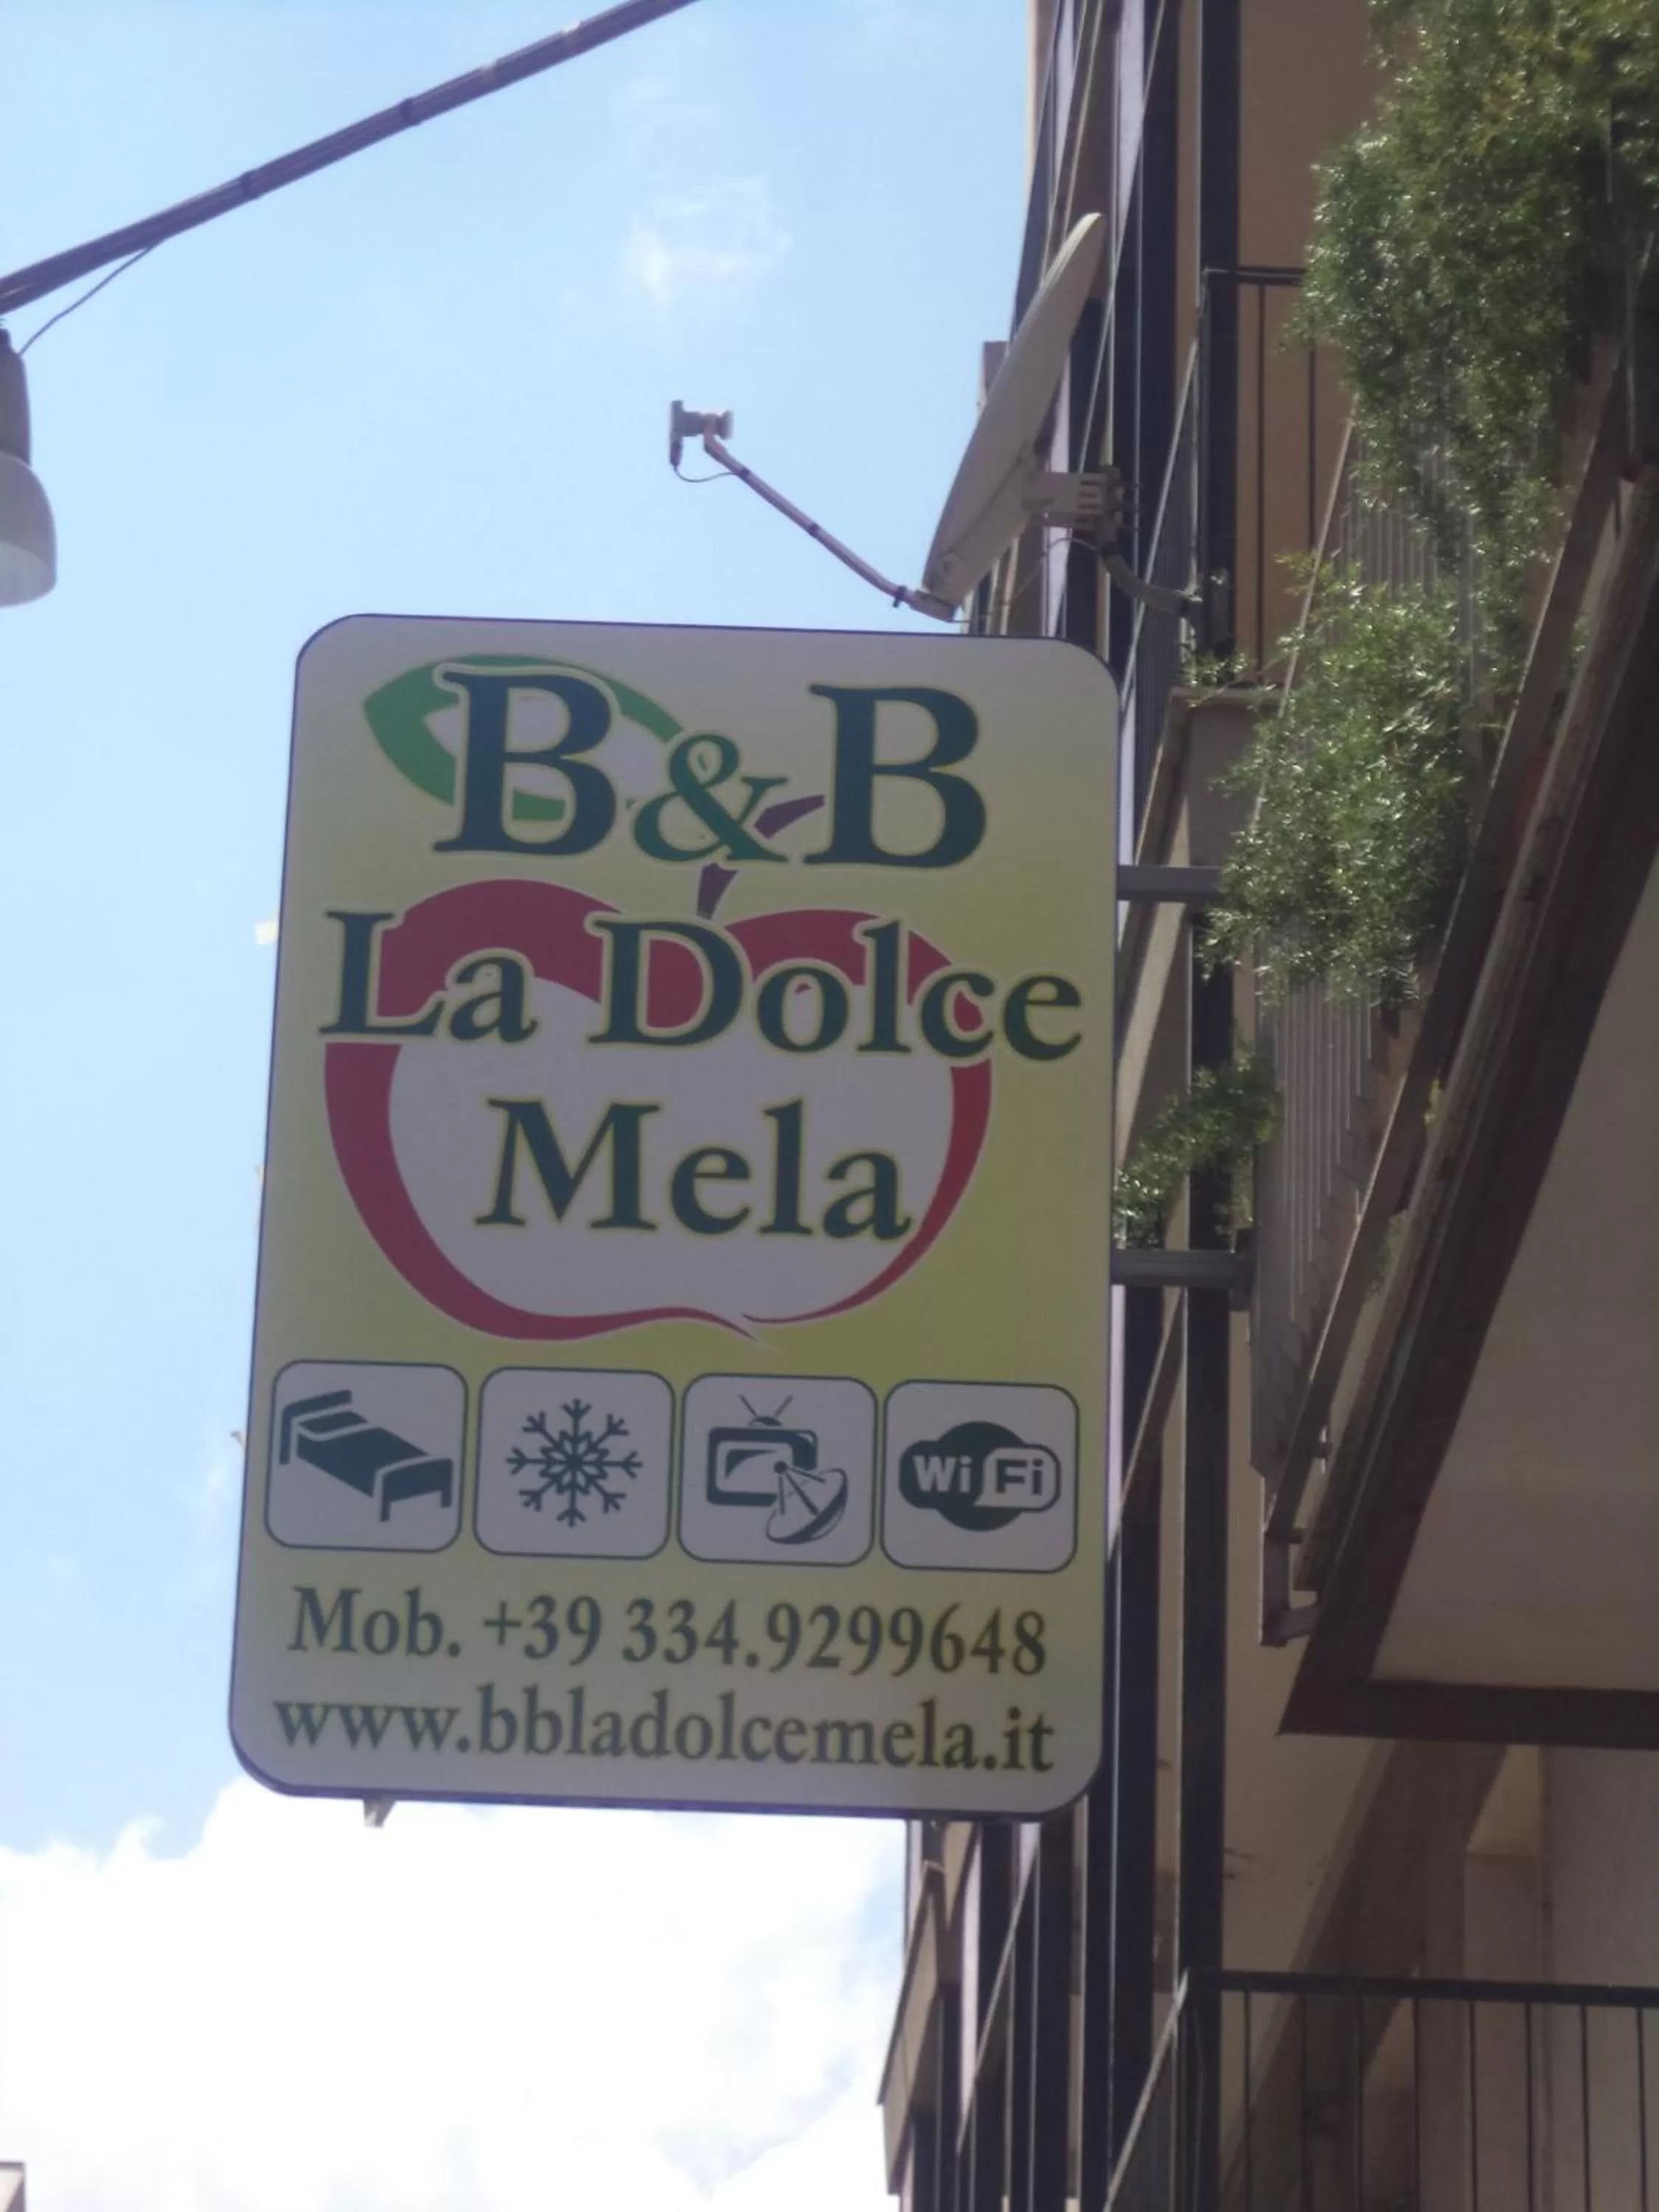 B&B
La Dolce
Mela
WiFi
Mob. +39 334.9299648
www.bbladolcemela.it